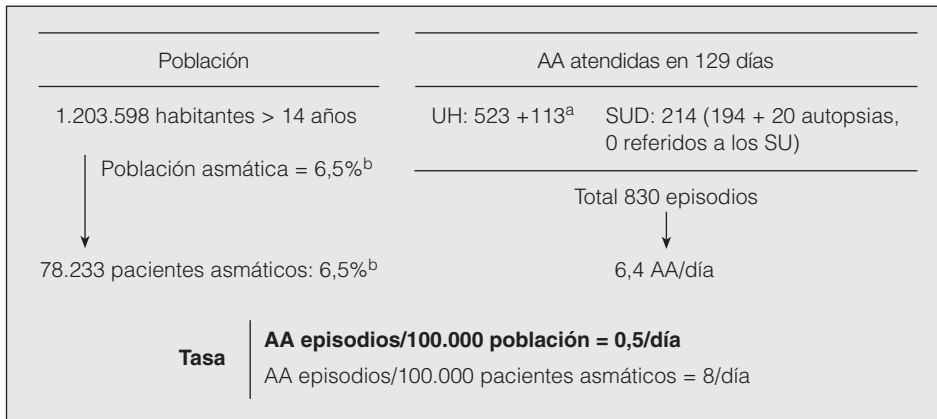 Población
1.203.598 habitantes > 14 años
Población asmática = 6,5%b
78.233 pacientes asmáticos: 6,5%b
AA atendidas en 129 días
UH: 523 +113a
SUD: 214 (194 + 20 autopsias,
0 referidos a los SU)
Total 830 episodios
6,4 AA/día
Tasa
AA episodios/100.000 población = 0,5/día
AA episodios/100.000 pacientes asmáticos = 8/día